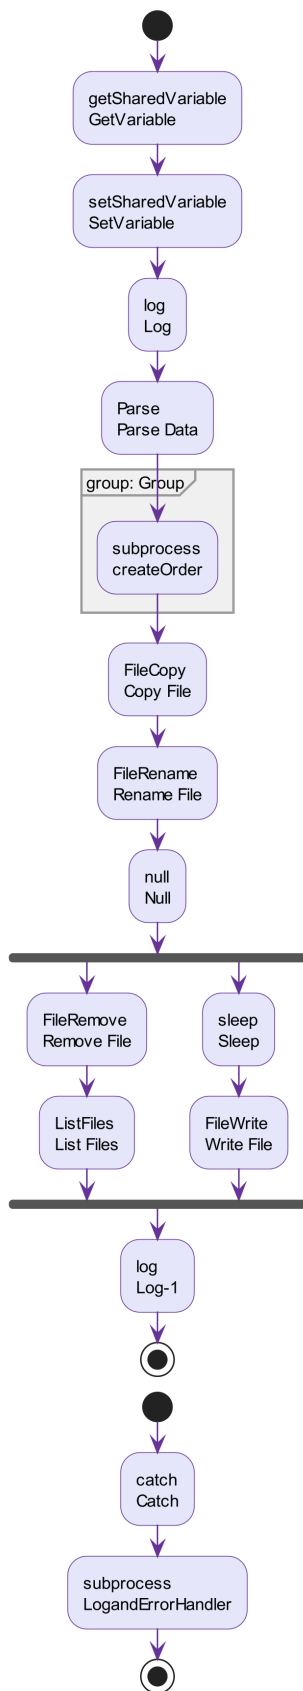 getSharedVariable
GetVariable
setSharedVariable
SetVariable
log
Log
Parse
Parse Data
group: Group
subprocess
createOrder
FileCopy
Copy File
FileRename
Rename File
null
Null
FileRemove
Remove File
sleep
Sleep
ListFiles
List Files
FileWrite
Write File
log
Log-1
catch
Catch
subprocess
LogandErrorHandler